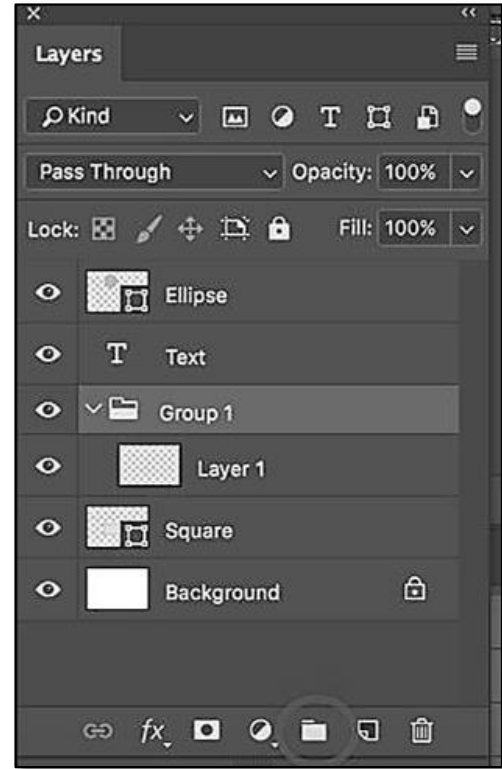 Layers
Kind T
Pass Through Opacity: 100%
Lock: Fill: 100%
Ellipse
T Text
Group 1
Layer 1
Square
Background
fx